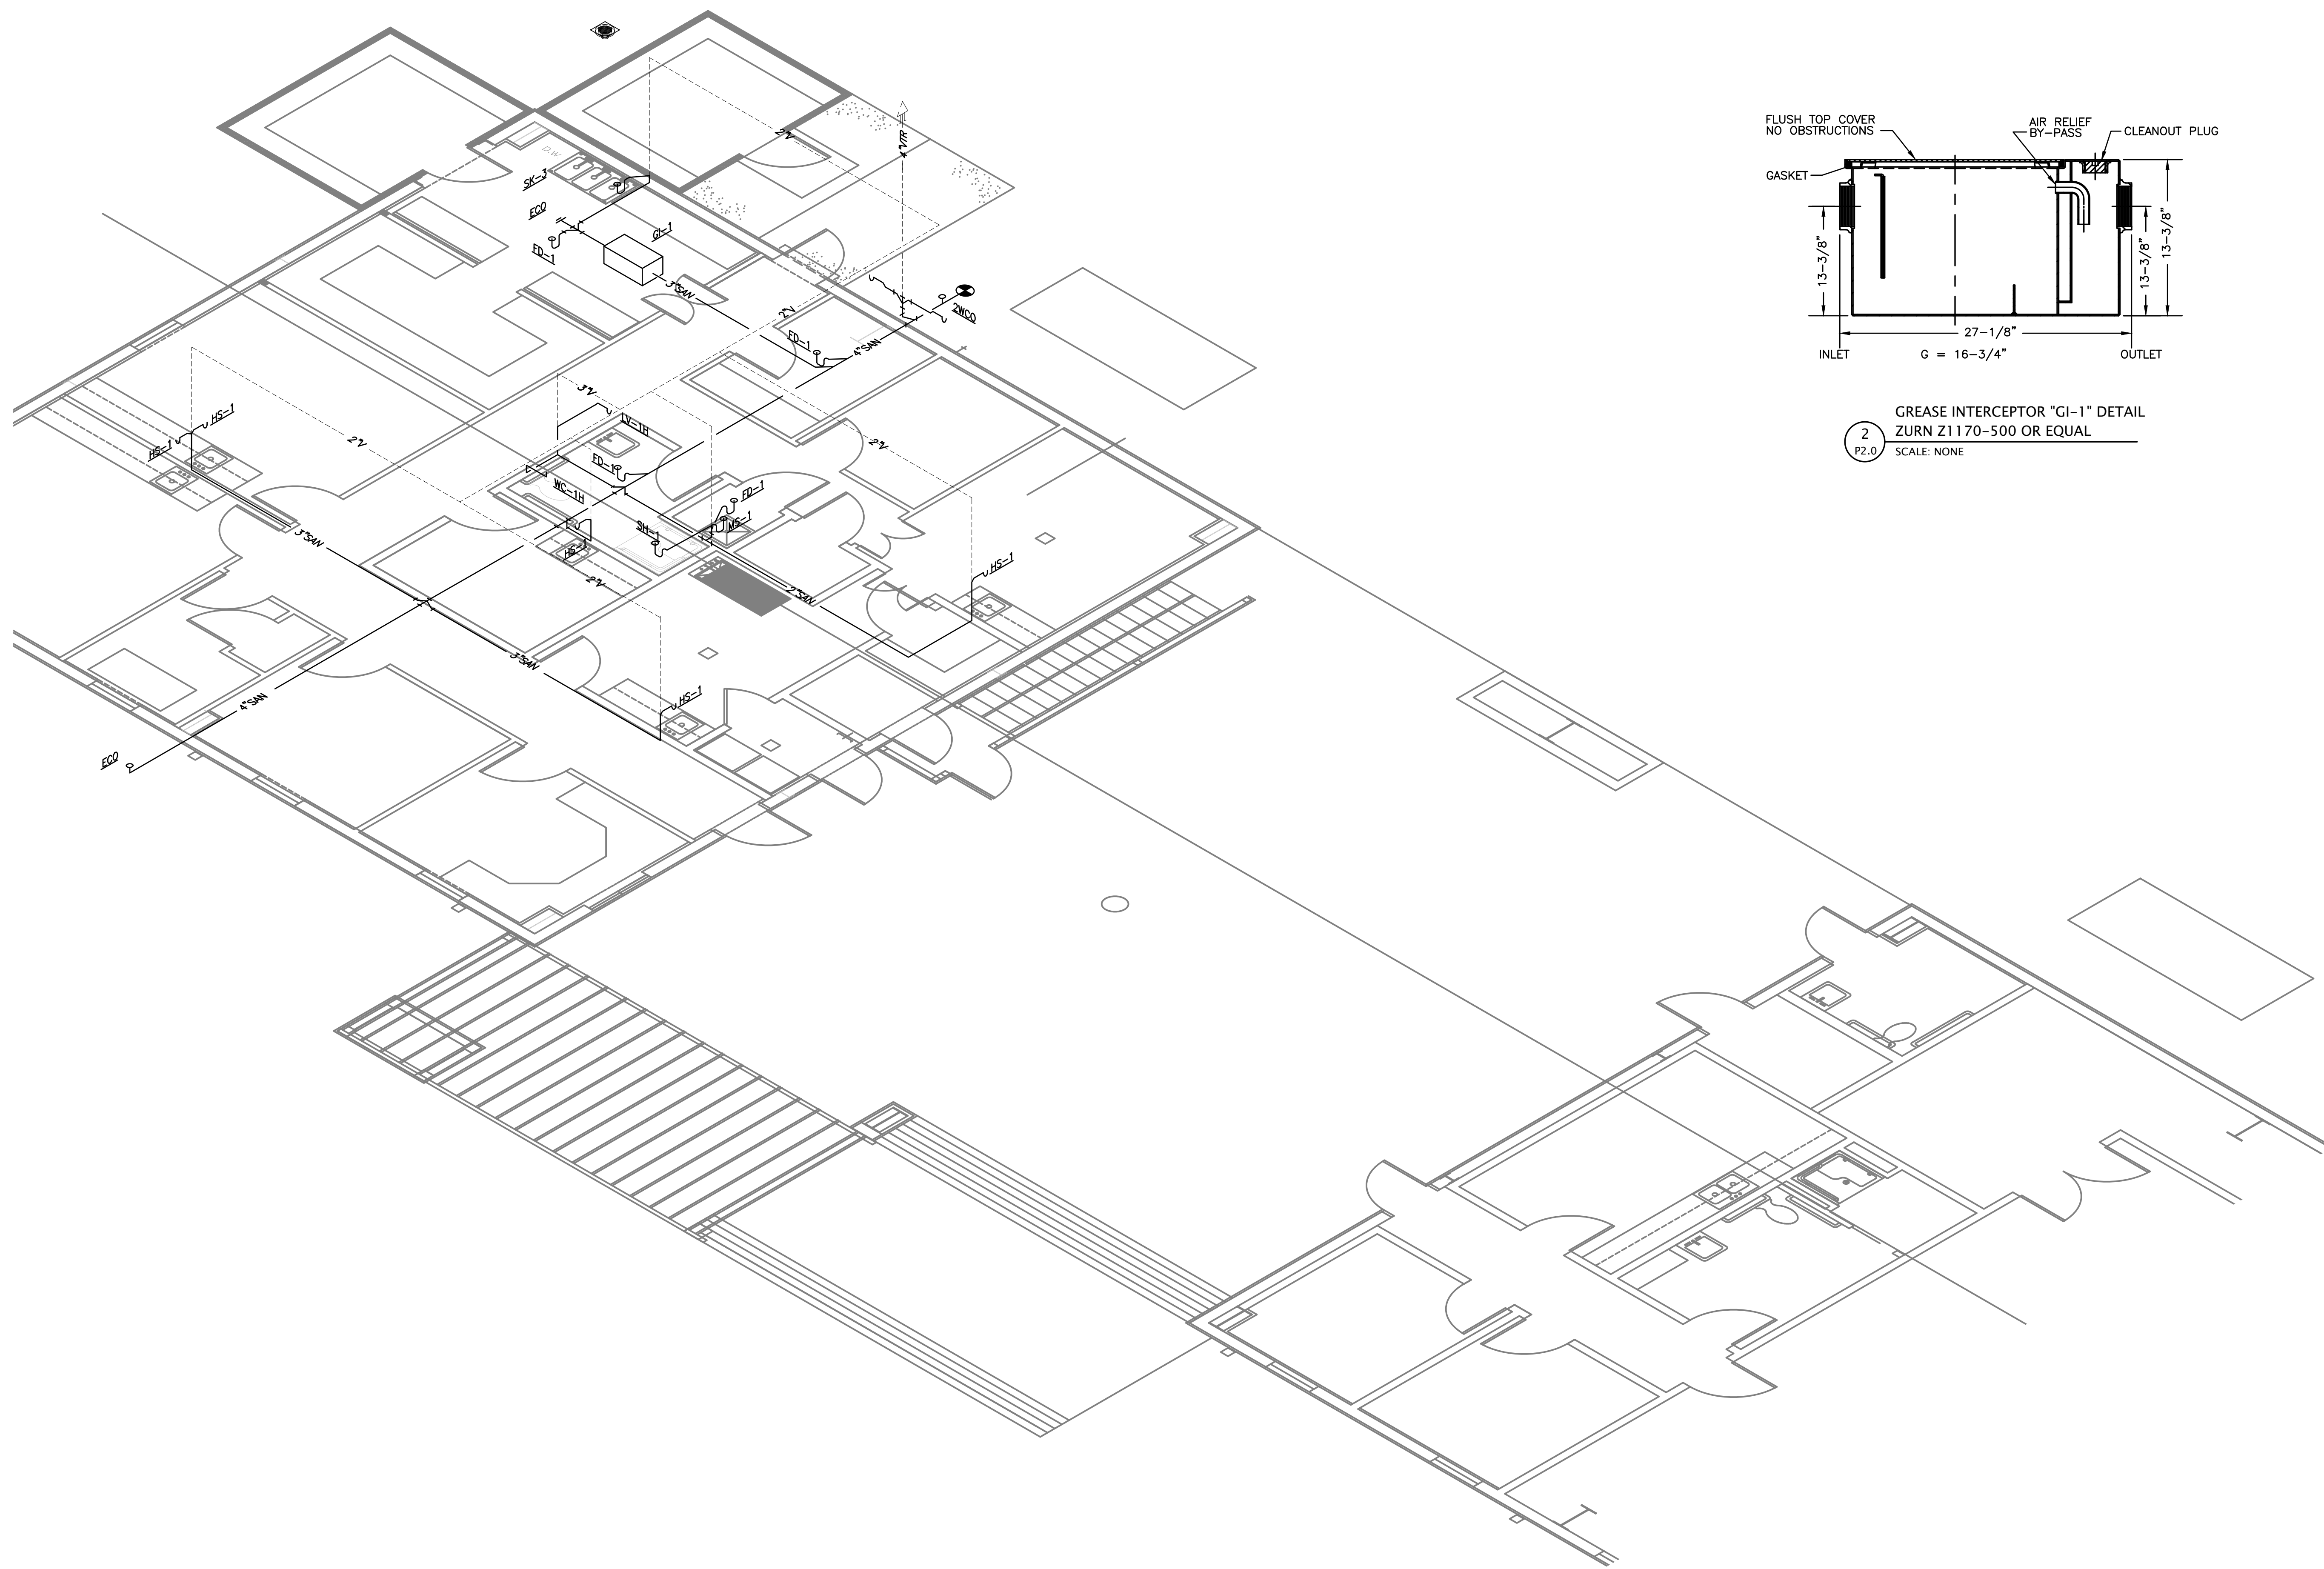 FLUSH TOP COVER
NO OBSTRUCTIONS
AIR RELIEF
BY-PASS
CLEANOUT PLUG
GASKET
13-3/8"
13-3/8"
13-3/8"
27-1/8"
INLET
G = 16-3/4"
OUTLET
GREASE INTERCEPTOR "GI-1" DETAIL
2
ZURN Z1170-500 OR EQUAL
P2.0
SCALE: NONE
2"V
4"VTR
D.W.
SK-3
ECO
GI-1
FD-1
3"SAN
2"V
2WCO
FD-1
4"SAN
3"V
HS-1
LV-1H
2"V
HS-1
2"V
FD-1
WC-1H
FD-1
MS-1
SH-1
3"SAN
HS-1
HS-1
2"V
2"SAN
3"SAN
HS-1
4"SAN
ECO